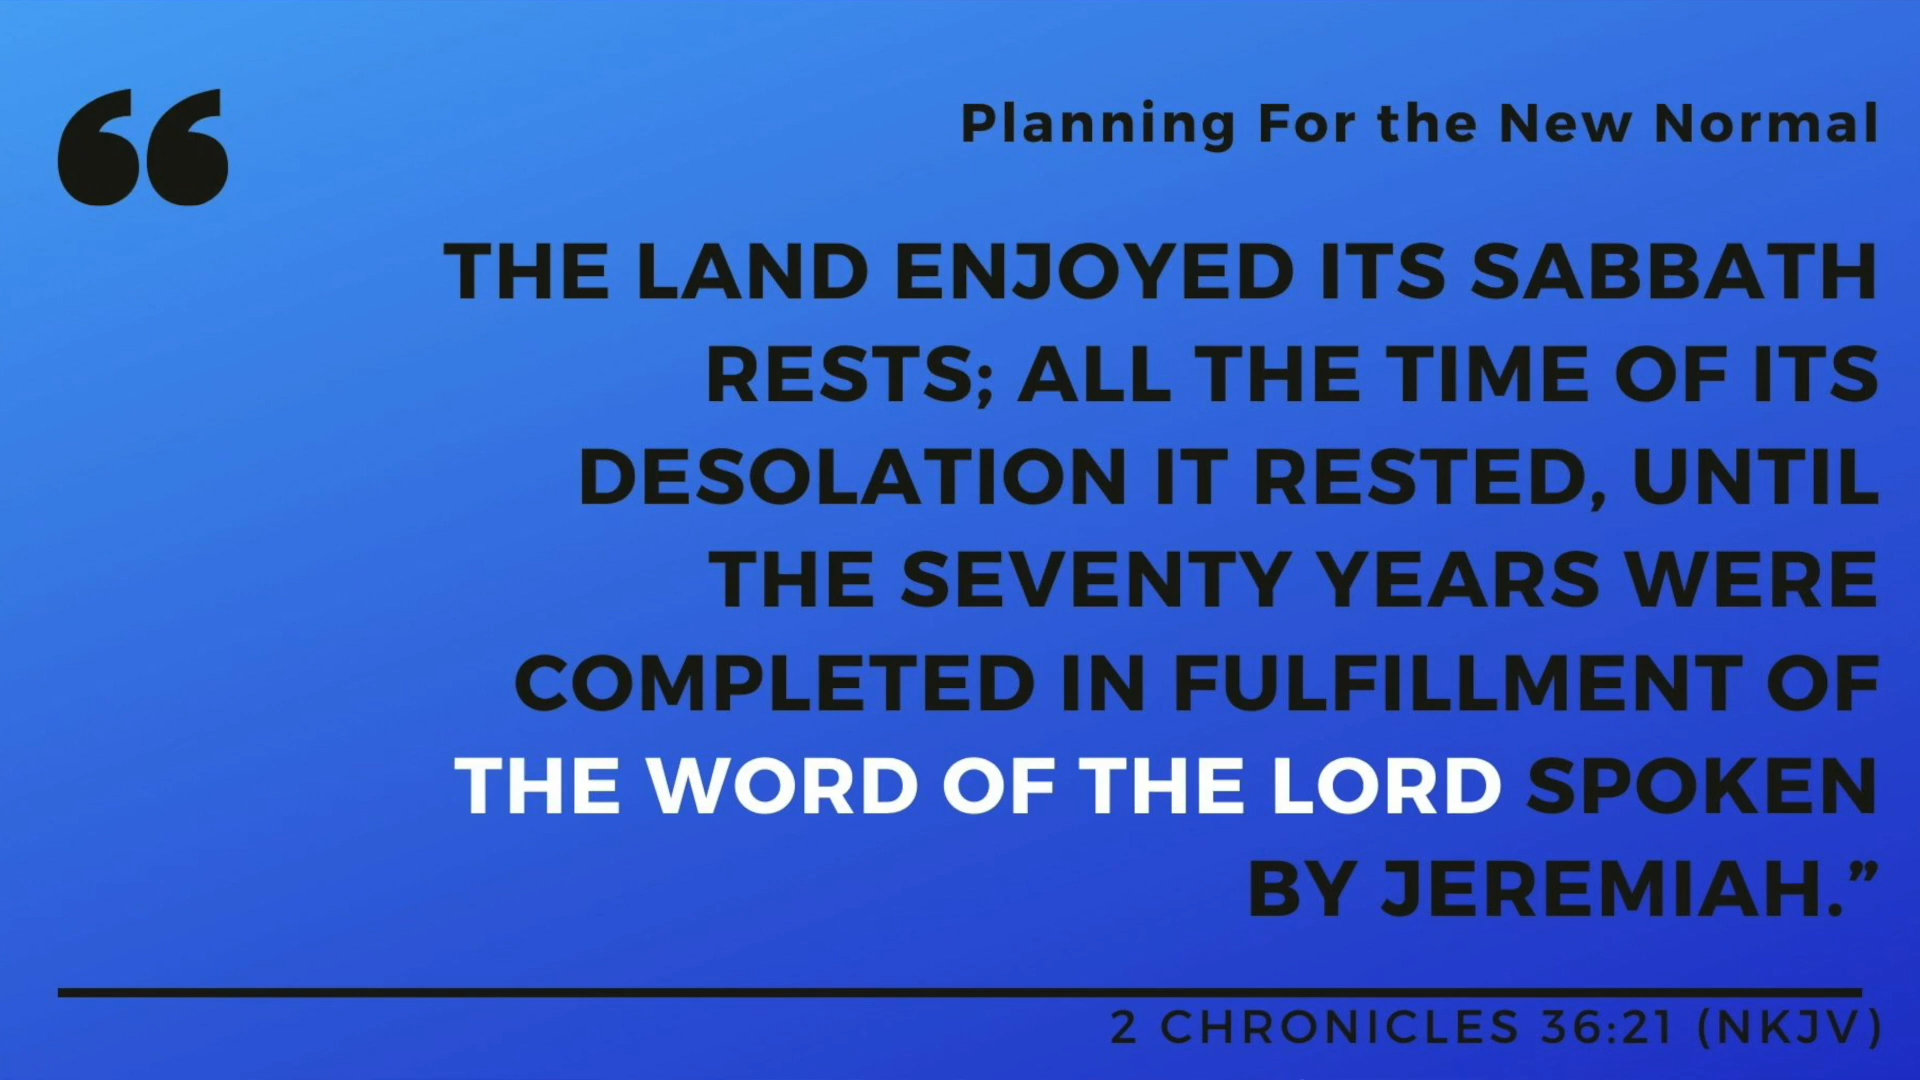 “
Planning For the New Normal
THE LAND ENJOYED ITS SABBATH
RESTS; ALL THE TIME OF ITS
DESOLATION IT RESTED, UNTIL
THE SEVENTY YEARS WERE
COMPLETED IN FULFILLMENT OF
THE WORD OF THE LORD SPOKEN
BY JEREMIAH.”
2 CHRONICLES 36:21 (NKJV)